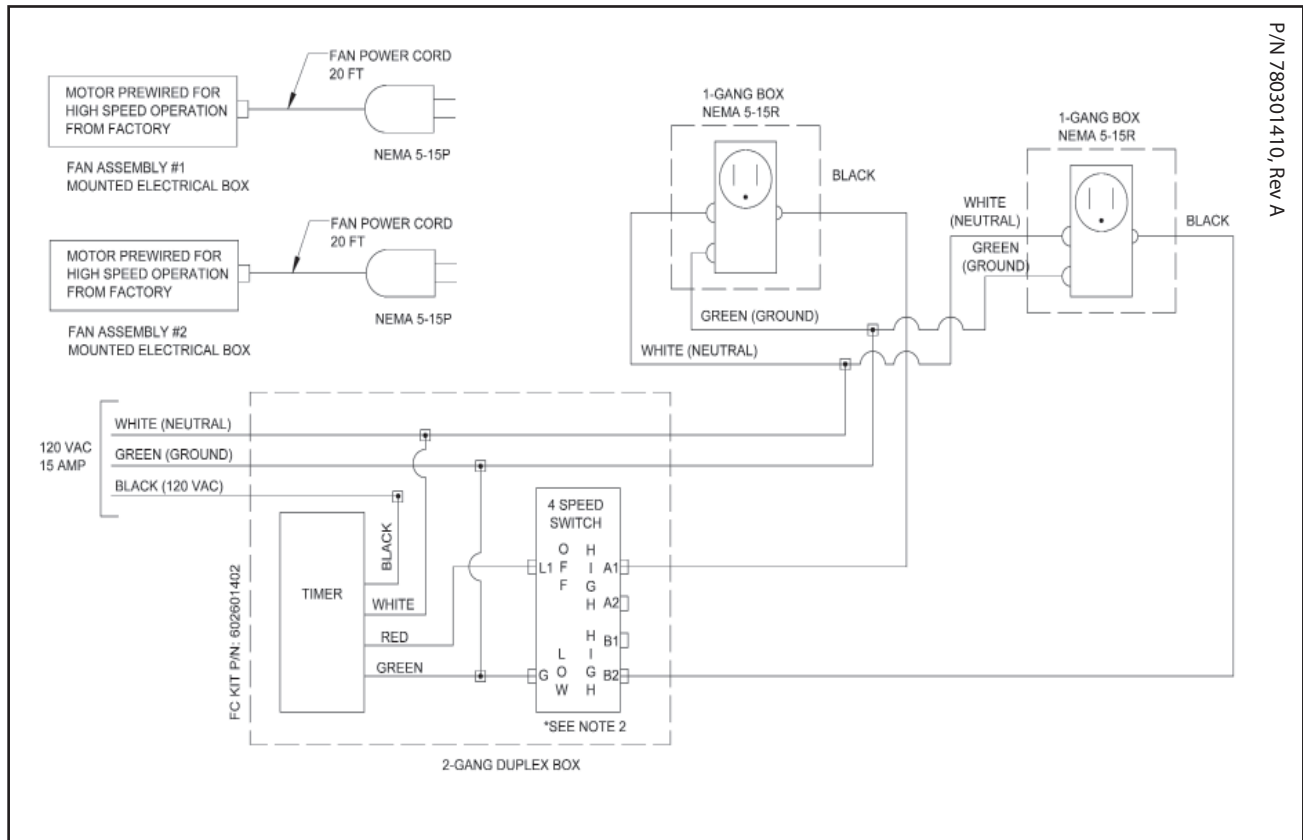 P/N 780301410, Rev A
FAN POWER CORD
20 FT
MOTOR PREWIRED FOR
HIGH SPEED OPERATION
FROM FACTORY
NEMA 5-15P
FAN ASSEMBLY #1
MOUNTED ELECTRICAL BOX
FAN POWER CORD
20 FT
MOTOR PREWIRED FOR
HIGH SPEED OPERATION
FROM FACTORY
NEMA 5-15P
FAN ASSEMBLY #2
MOUNTED ELECTRICAL BOX
1-GANG BOX
NEMA 5-15R
BLACK
GREEN (GROUND)
WHITE (NEUTRAL)
1-GANG BOX
NEMA 5-15R
WHITE
(NEUTRAL)
GREEN
(GROUND)
BLACK
120 VAC
15 AMP
WHITE (NEUTRAL)
GREEN (GROUND)
BLACK (120 VAC)
FC KIT P/N: 602601402
TIMER
BLACK
WHITE
RED
GREEN
4 SPEED
SWITCH
OFF
HIGH
LOW
HIGH
L1
A1
A2
B1
G
B2
*SEE NOTE 2
2-GANG DUPLEX BOX